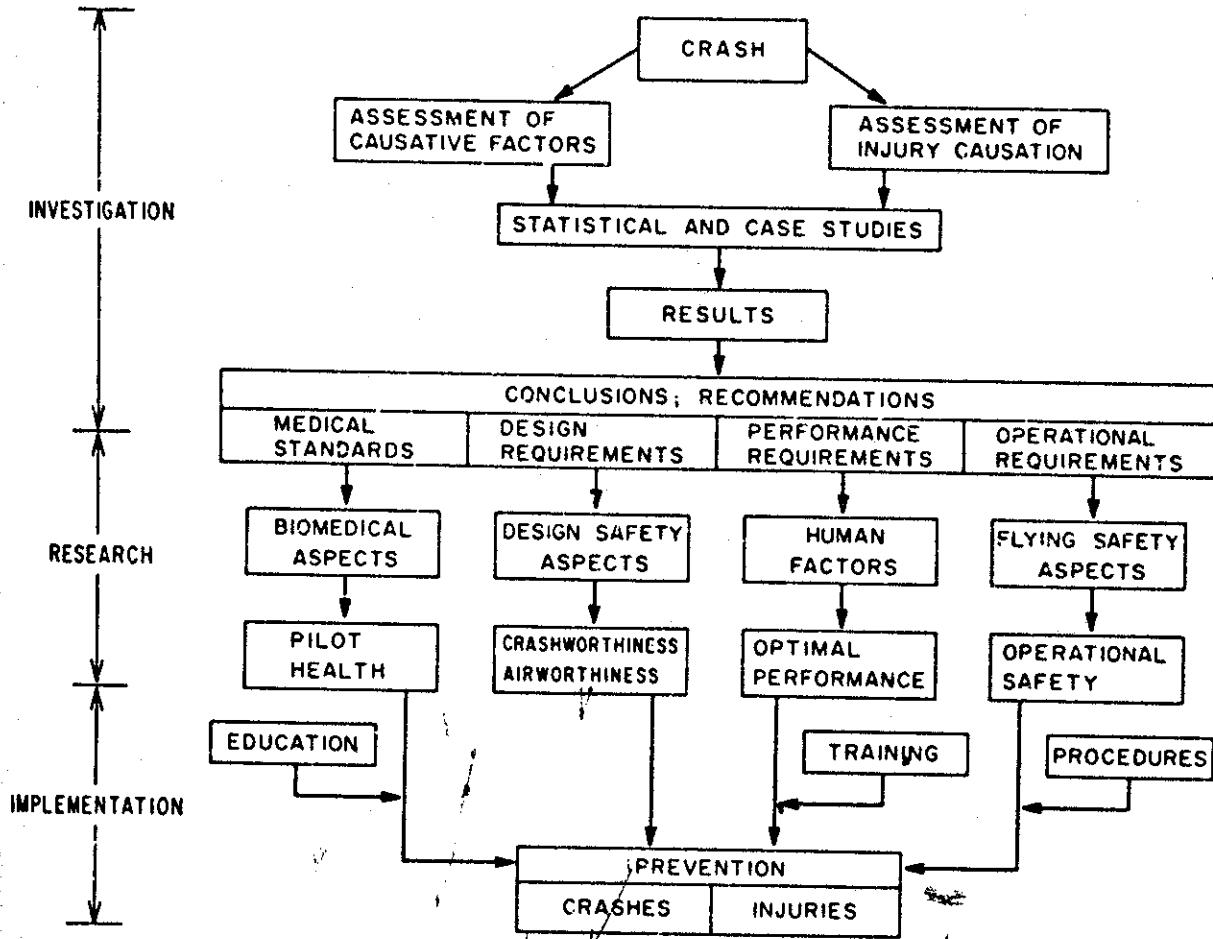 CRASH
ASSESSMENT OF
CAUSATIVE FACTORS
ASSESSMENT OF
INJURY CAUSATION
INVESTIGATION
STATISTICAL AND CASE STUDIES
RESULTS
CONCLUSIONS; RECOMMENDATIONS
MEDICAL
STANDARDS
DESIGN
REQUIREMENTS
PERFORMANCE
REQUIREMENTS
OPERATIONAL
REQUIREMENTS
RESEARCH
BIOMEDICAL
ASPECTS
DESIGN SAFETY
ASPECTS
HUMAN
FACTORS
FLYING SAFETY
ASPECTS
PILOT
HEALTH
CRASHWORTHINESS
AIRWORTHINESS
OPTIMAL
PERFORMANCE
OPERATIONAL
SAFETY
IMPLEMENTATION
EDUCATION
TRAINING
PROCEDURES
PREVENTION
CRASHES
INJURIES